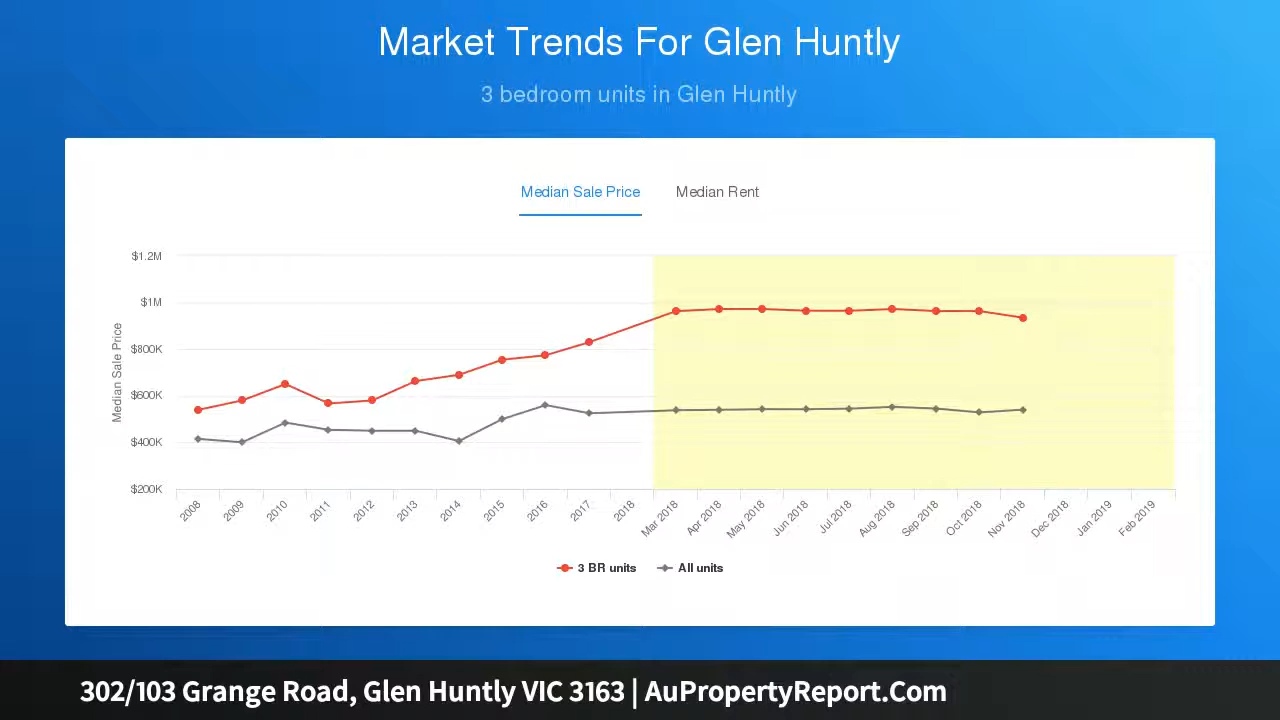 Market Trends For Glen Huntly
3 bedroom units in Glen Huntly
Median Sale Price Median Rent
Median Sale Price
$1.2M
$1M
$800K
$600K
$400K
$200K
2008 2009 2010 2011 2012 2013 2014 2015 2016 2017 2018 Mar 2018 Apr 2018 May 2018 Jun 2018 Jul 2018 Aug 2018 Sep 2018 Oct 2018 Nov 2018 Dec 2018 Jan 2019 Feb 2019
3 BR units All units
302/103 Grange Road, Glen Huntly VIC 3163 | AuPropertyReport.Com